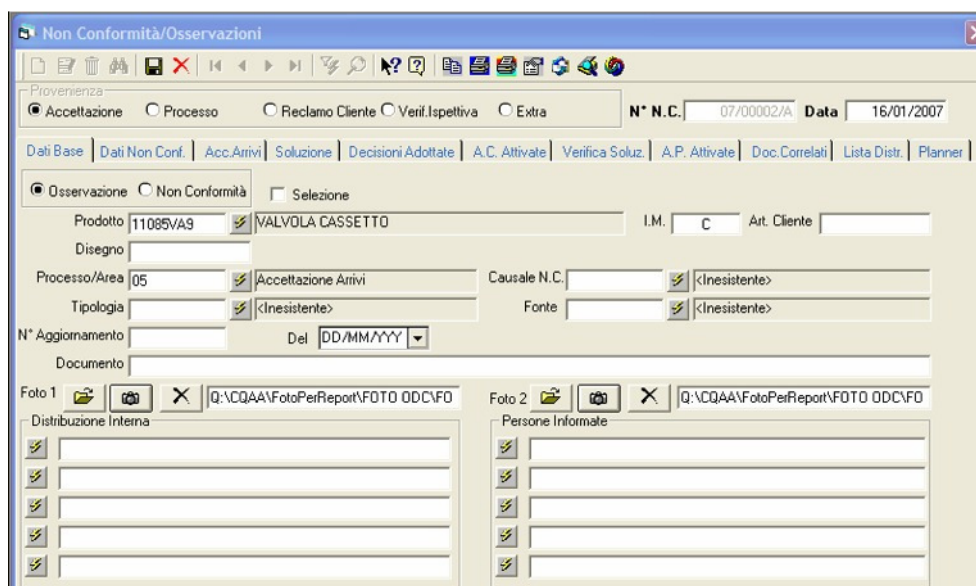 Non Conformità/Osservazioni
Provenienza
Accettazione Processo Reclamo Cliente Verif.Ispettiva Extra N° N.C. 07/00002/A Data 16/01/2007
Dati Base Dati Non Conf. Acc.Arrivi Soluzione Decisioni Adottate A.C. Attivate Verifica Soluz. A.P. Attivate Doc.Correlati Lista Distr. Planner
Osservazione Non Conformità Selezione
Prodotto 11085VA9 VALVOLA CASSETTO I.M. C Art. Cliente
Disegno
Processo/Area 05 Accettazione Arrivi Causale N.C. <Inesistente>
Tipologia <Inesistente> Fonte <Inesistente>
N° Aggiornamento Del DD/MM/YYY
Documento
Foto 1 Q:\CQAA\FotoPerReport\FOTO ODC\FO Foto 2 Q:\CQAA\FotoPerReport\FOTO ODC\FO
Distribuzione Interna Persone Informate